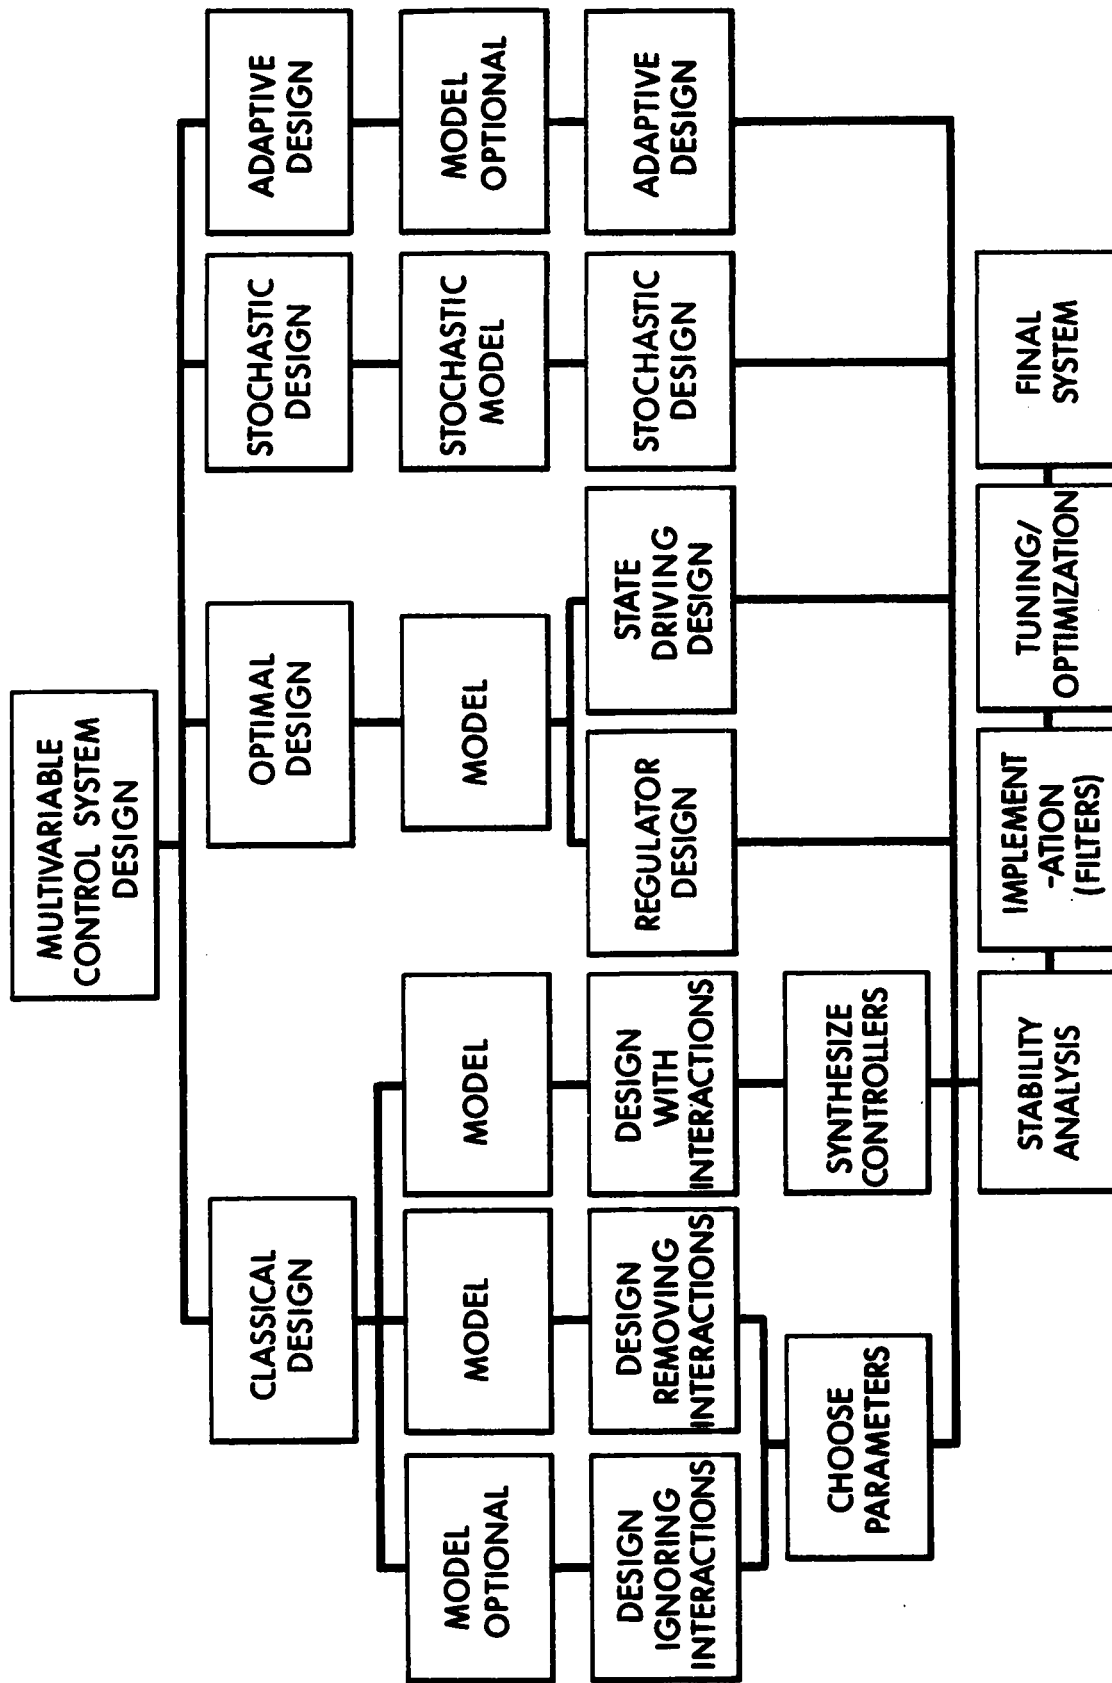 MULTIVARIABLE
CONTROL SYSTEM
DESIGN
CLASSICAL
DESIGN
OPTIMAL
DESIGN
STOCHASTIC
DESIGN
ADAPTIVE
DESIGN
MODEL
OPTIONAL
MODEL
MODEL
MODEL
STOCHASTIC
MODEL
MODEL
OPTIONAL
DESIGN
IGNORING
INTERACTIONS
DESIGN
REMOVING
INTERACTIONS
DESIGN
WITH
INTERACTIONS
REGULATOR
DESIGN
STATE
DRIVING
DESIGN
STOCHASTIC
DESIGN
ADAPTIVE
DESIGN
CHOOSE
PARAMETERS
SYNTHESIZE
CONTROLLERS
STABILITY
ANALYSIS
IMPLEMENT
-ATION
(FILTERS)
TUNING/
OPTIMIZATION
FINAL
SYSTEM